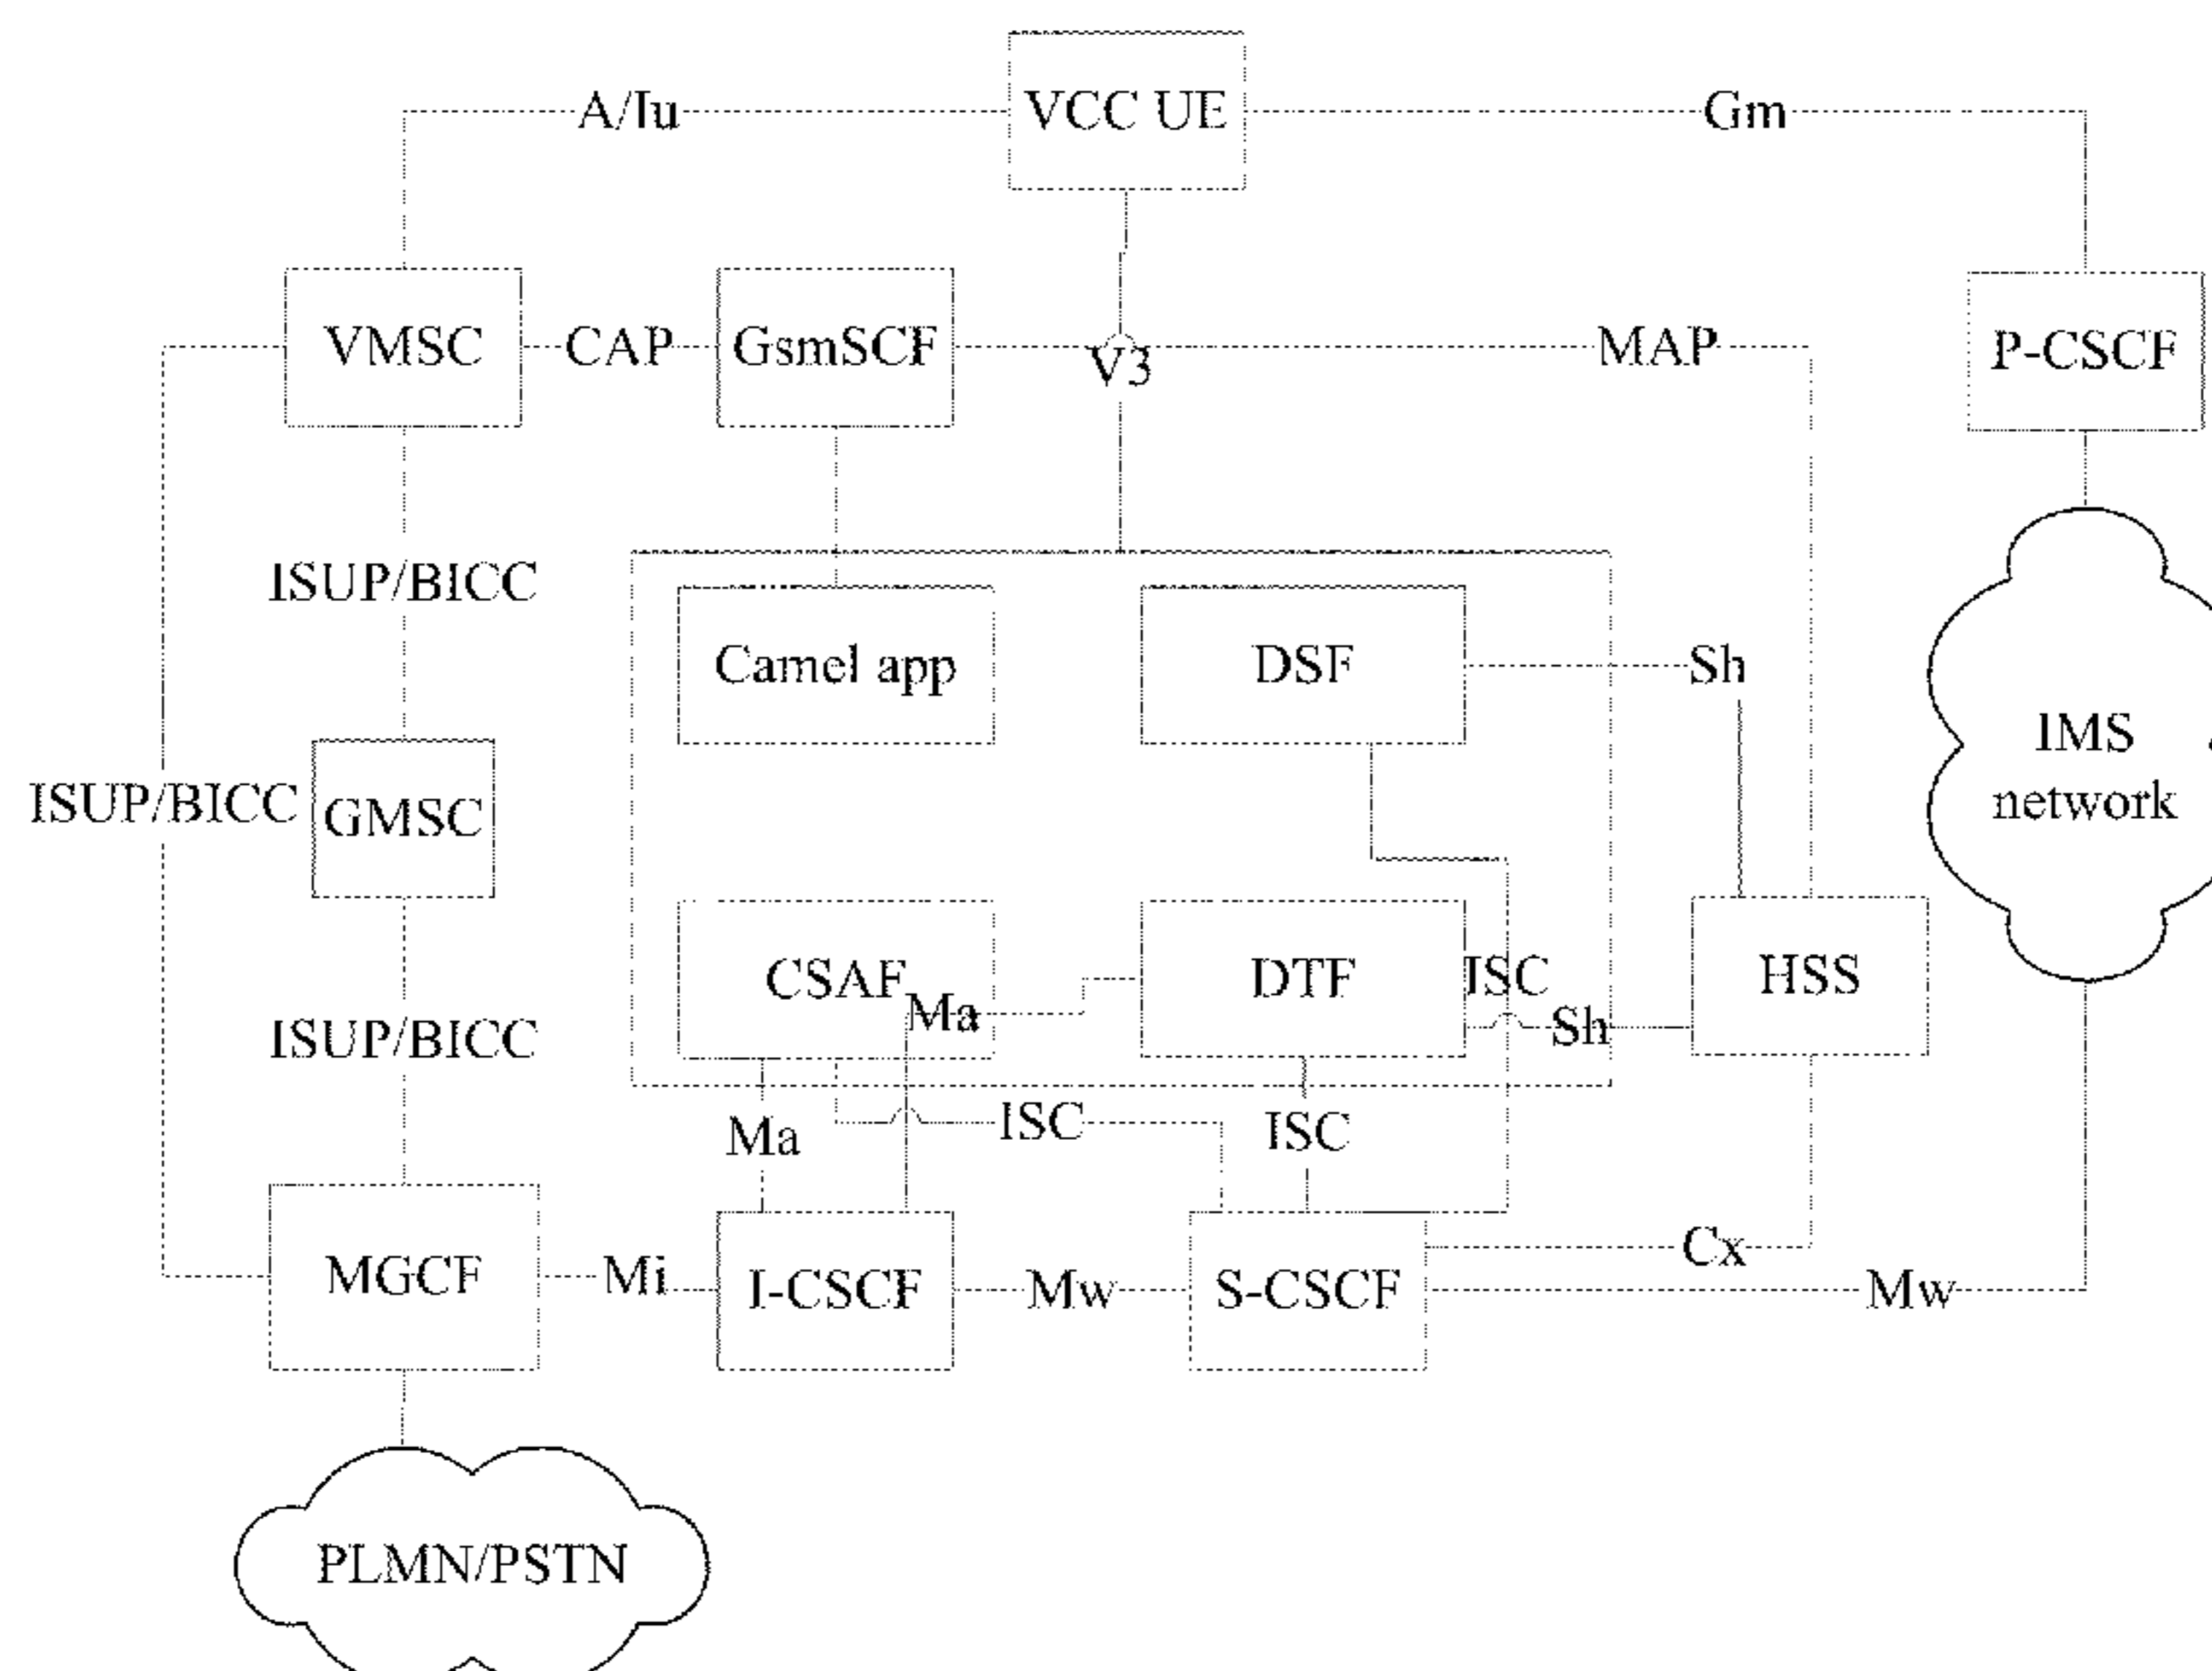 A/Iu
VCC UE
Gm
VMSC
CAP
GsmSCF
V3
MAP
P-CSCF
ISUP/BICC
Camel app
DSF
Sh
IMS
network
ISUP/BICC
GMSC
CSAF
Ma
DTF
ISC
Sh
HSS
ISUP/BICC
Ma
ISC
ISC
MGCF
Mi
I-CSCF
Mw
S-CSCF
Cx
Mw
PLMN/PSTN